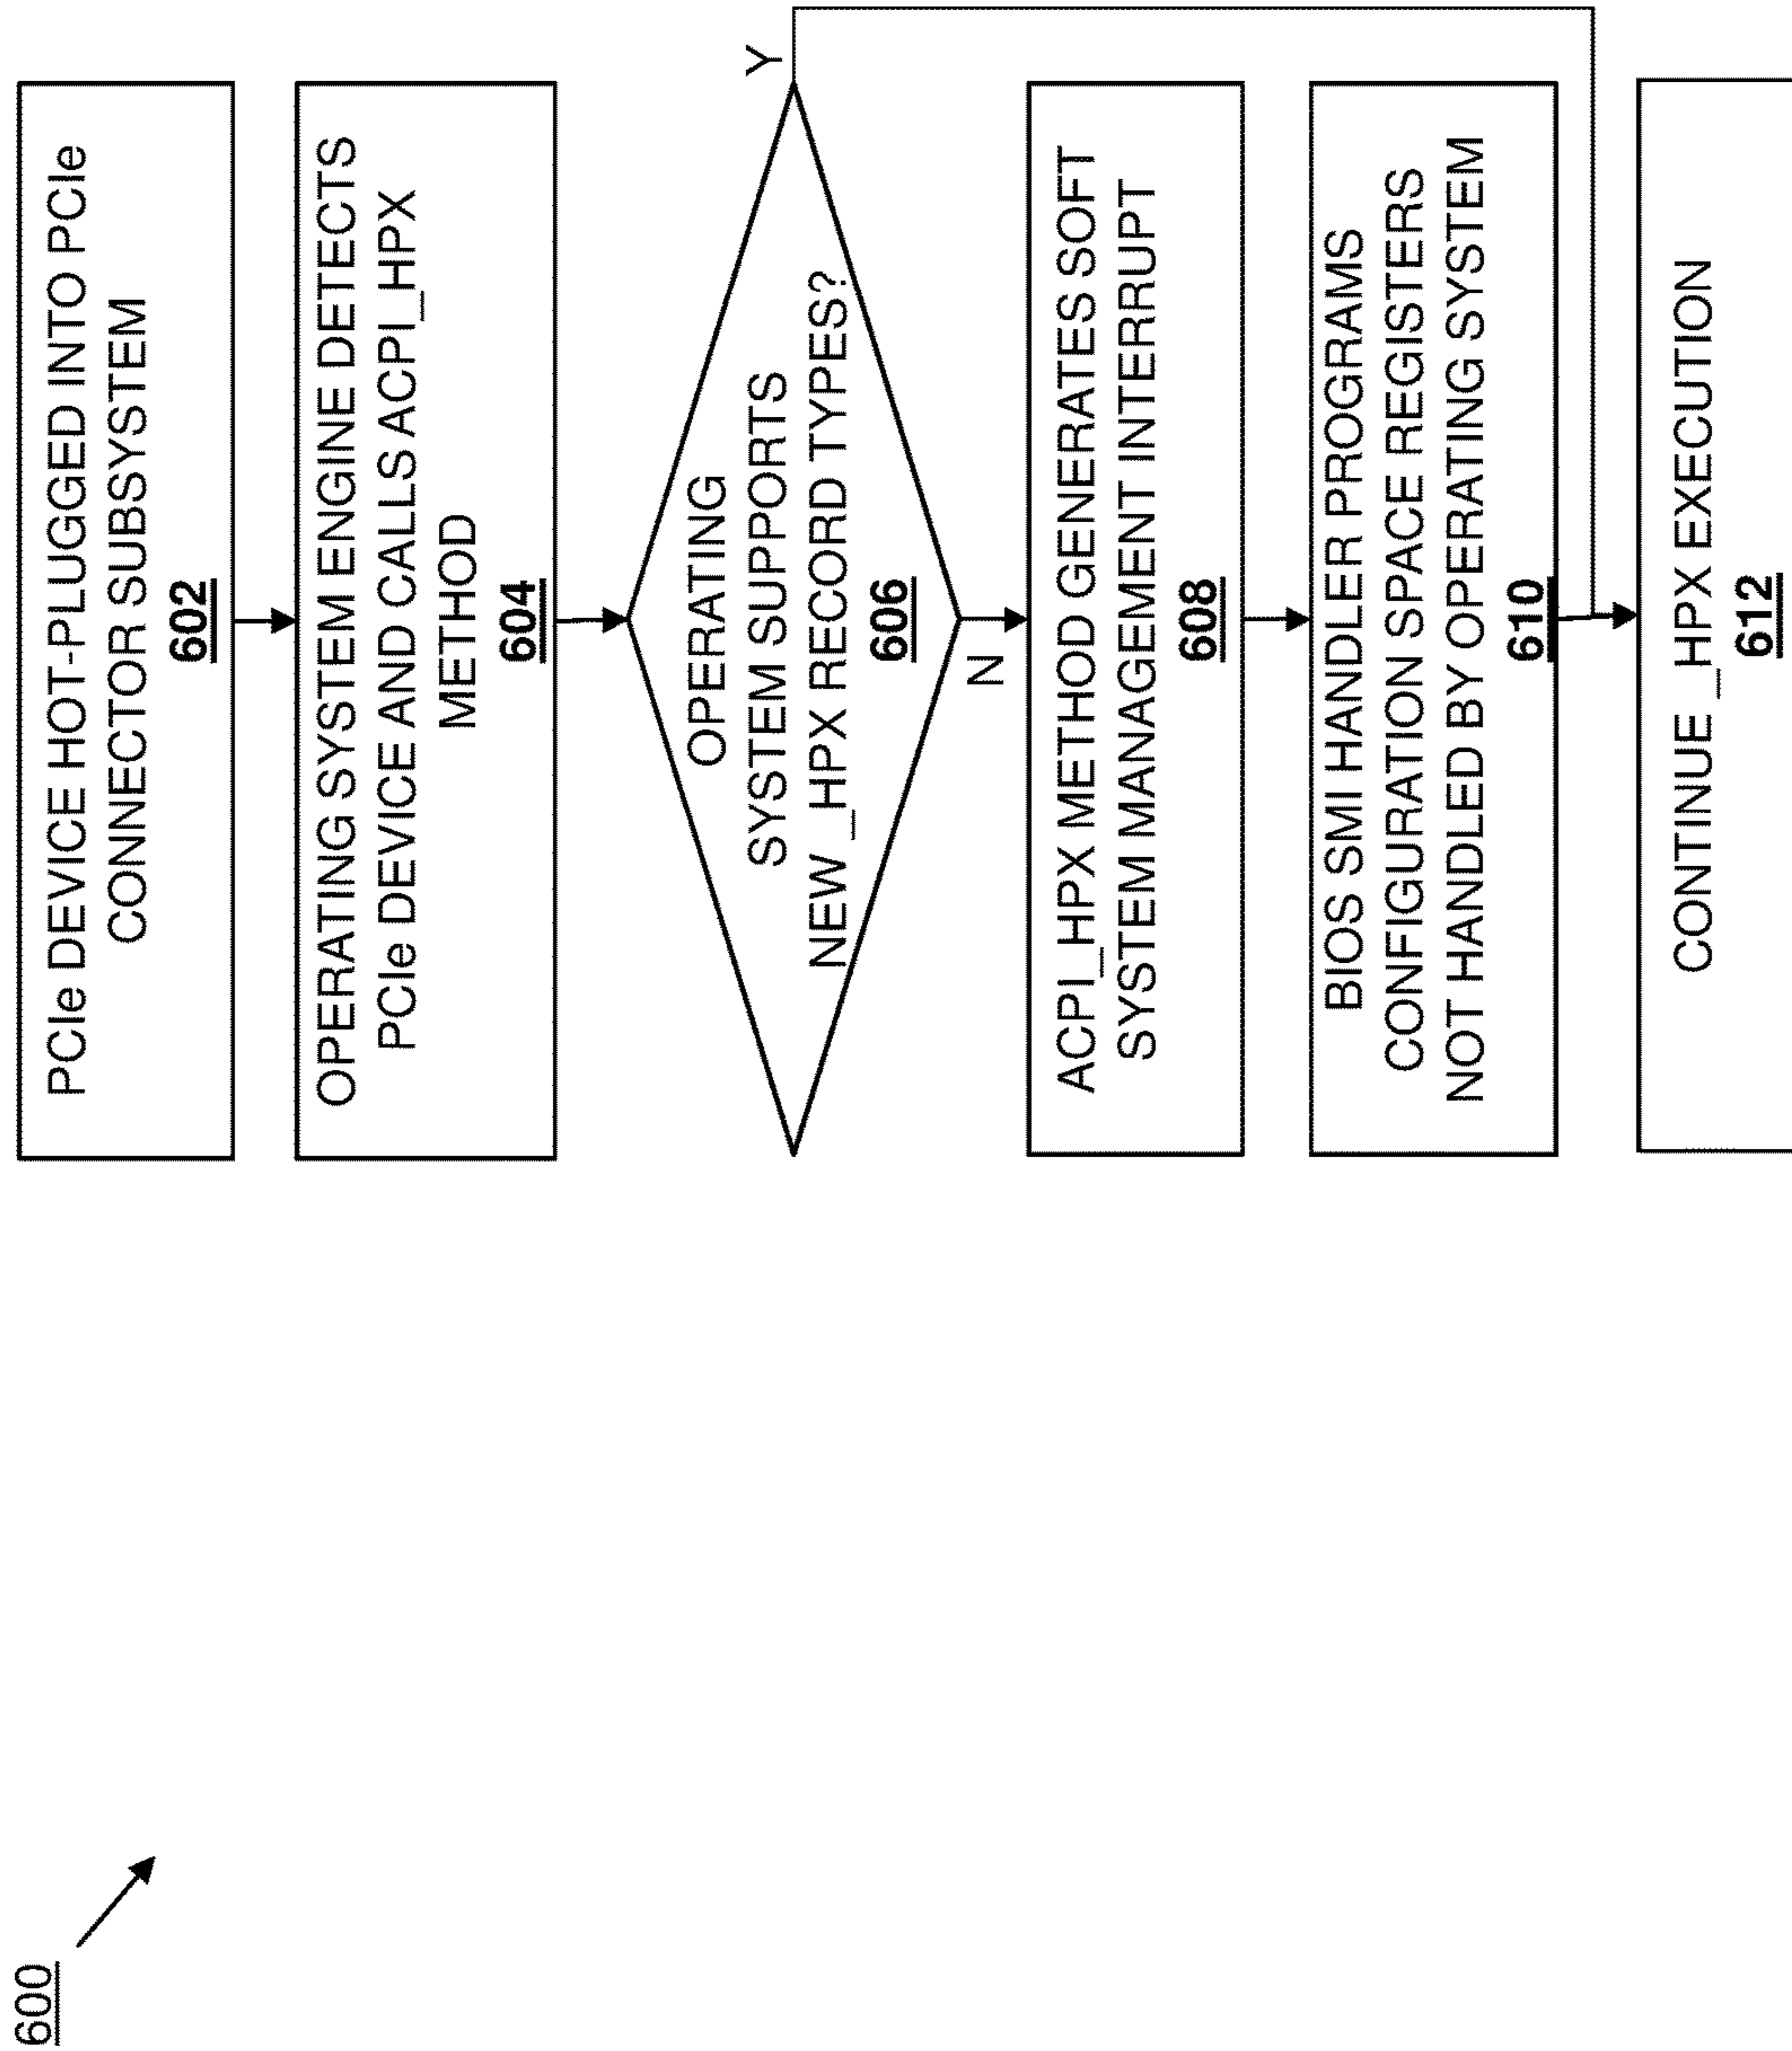 600
PCIe DEVICE HOT-PLUGGED INTO PCIe
CONNECTOR SUBSYSTEM
602
OPERATING SYSTEM ENGINE DETECTS
PCIe DEVICE AND CALLS ACPI_HPX
METHOD
604
OPERATING
SYSTEM SUPPORTS
NEW _HPX RECORD TYPES?
606
Y
N
ACPI_HPX METHOD GENERATES SOFT
SYSTEM MANAGEMENT INTERRUPT
608
BIOS SMI HANDLER PROGRAMS
CONFIGURATION SPACE REGISTERS
NOT HANDLED BY OPERATING SYSTEM
610
CONTINUE _HPX EXECUTION
612